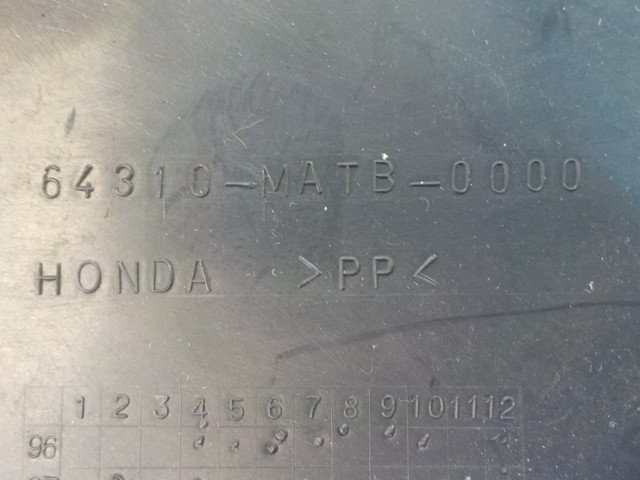 64310-MATB-0000
HONDA >PP<
1 2 3 4 5 6 7 8 9 10 11 12
96